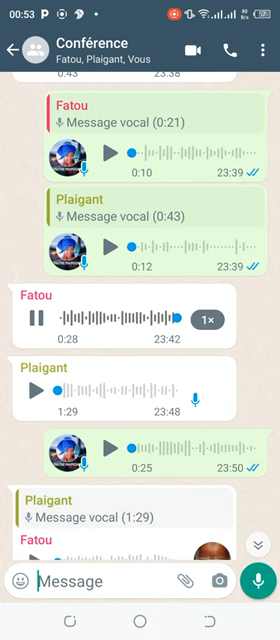 00:53
Conférence
Fatou, Plaigant, Vous
0:43 23:38
Fatou
Message vocal (0:21)
0:10 23:39
Plaigant
Message vocal (0:43)
0:12 23:39
Fatou
1×
0:28 23:42
Plaigant
1:29 23:48
0:25 23:50
Plaigant
Message vocal (1:29)
Fatou
Message